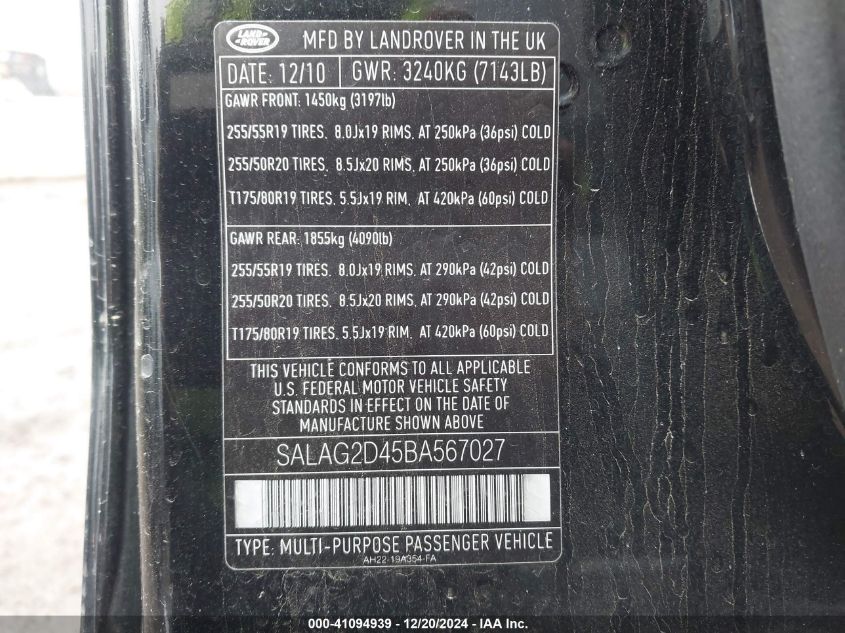 LAND ROVER
MFD BY LANDROVER IN THE UK
DATE: 12/10 GWR: 3240KG (7143LB)
GAWR FRONT: 1450kg (3197lb)
255/55R19 TIRES, 8.0Jx19 RIMS, AT 250kPa (36psi) COLD
255/50R20 TIRES, 8.5Jx20 RIMS, AT 250kPa (36psi) COLD
T175/80R19 TIRES, 5.5Jx19 RIM, AT 420kPa (60psi) COLD
GAWR REAR: 1855kg (4090lb)
255/55R19 TIRES, 8.0Jx19 RIMS, AT 290kPa (42psi) COLD
255/50R20 TIRES, 8.5Jx20 RIMS, AT 290kPa (42psi) COLD
T175/80R19 TIRES, 5.5Jx19 RIM, AT 420kPa (60psi) COLD
THIS VEHICLE CONFORMS TO ALL APPLICABLE
U.S. FEDERAL MOTOR VEHICLE SAFETY
STANDARDS IN EFFECT ON THE DATE OF
MANUFACTURE SHOWN ABOVE
SALAG2D45BA567027
TYPE: MULTI-PURPOSE PASSENGER VEHICLE
AH22-19A354-FA
000-41094939 - 12/20/2024 - IAA Inc.